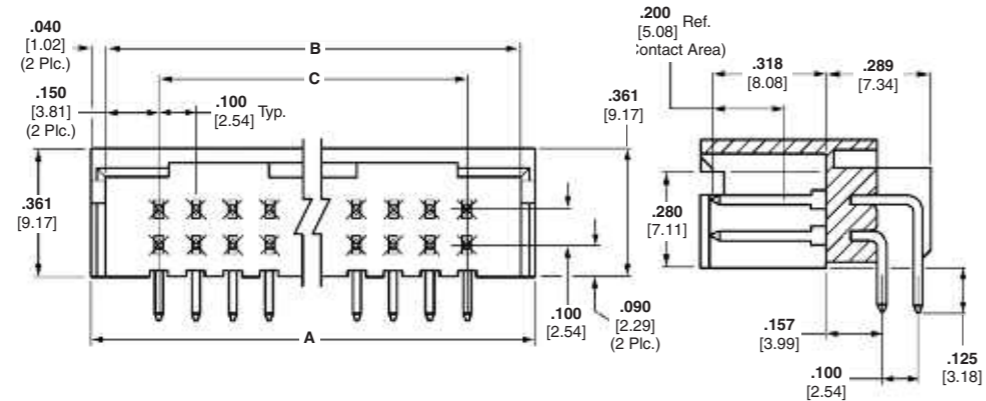 .040
[1.02]
(2 Plc.)
B
C
.150
[3.81]
(2 Plc.)
.100
[2.54] Typ.
.361
[9.17]
A
.361
[9.17]
.100
[2.54]
.090
[2.29]
(2 Plc.)
.200
[5.08] Ref.
ontact Area)
.318
[8.08]
.289
[7.34]
.280
[7.11]
.157
[3.99]
.100
[2.54]
.125
[3.18]